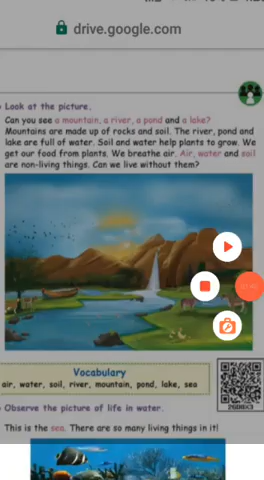 drive.google.com
Look at the picture.
Can you see a mountain, a river, a pond and a lake?
Mountains are made up of rocks and soil. The river, pond and
lake are full of water. Soil and water help plants to grow. We
get our food from plants. We breathe air. Air, water and soil
are non-living things. Can we live without them?
Vocabulary
air, water, soil, river, mountain, pond, lake, sea
2G8U9X3
Observe the picture of life in water.
This is the sea. There are so many living things in it!